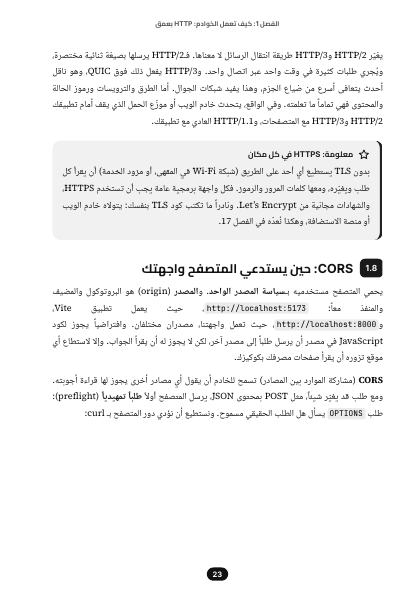 الفصل 1: كيف تعمل الخوادم: HTTP بعمق
يغيّر HTTP/2 وHTTP/3 طريقة انتقال الرسائل لا معناها. فـHTTP/2 يرسلها بصيغة ثنائية مختصرة،
ويُجري طلبات كثيرة في وقت واحد عبر اتصال واحد. وHTTP/3 يفعل ذلك فوق QUIC، وهو ناقل
أحدث يتعافى أسرع من ضياع الحزم، وهذا يفيد شبكات الجوال. أما الطرق والترويسات ورموز الحالة
والمحتوى فهي تماماً ما تعلمته. وفي الواقع، يتحدث خادم الويب أو موزّع الحمل الذي يقف أمام تطبيقك
HTTP/2 وHTTP/3 مع المتصفحات، وHTTP/1.1 العادي مع تطبيقك.
معلومة: HTTPS في كل مكان
بدون TLS يستطيع أي أحد على الطريق (شبكة Wi-Fi في المقهى، أو مزود الخدمة) أن يقرأ كل
طلب ويغيّره، ومعها كلمات المرور والرموز. فكل واجهة برمجية عامة يجب أن تستخدم HTTPS،
والشهادات مجانية من Let's Encrypt. ونادراً ما تكتب كود TLS بنفسك: يتولاه خادم الويب
أو منصة الاستضافة، وهكذا نُعدّه في الفصل 17.
1.8 CORS: حين يستدعي المتصفح واجهتك
يحمي المتصفح مستخدميه بـسياسة المصدر الواحد. والمصدر (origin) هو البروتوكول والمضيف
والمنفذ معاً: http://localhost:5173، حيث يعمل تطبيق Vite،
وhttp://localhost:8000، حيث تعمل واجهتنا، مصدران مختلفان. وافتراضياً يجوز لكود
JavaScript في مصدر أن يرسل طلباً إلى مصدر آخر، لكن لا يجوز له أن يقرأ الجواب. وإلا لاستطاع أي
موقع تزوره أن يقرأ صفحات مصرفك بكوكيزك.
CORS (مشاركة الموارد بين المصادر) تسمح للخادم أن يقول أي مصادر أخرى يجوز لها قراءة أجوبته.
ومع طلب قد يغيّر شيئاً، مثل POST بمحتوى JSON، يرسل المتصفح أولاً طلباً تمهيدياً (preflight):
طلب OPTIONS يسأل هل الطلب الحقيقي مسموح. ونستطيع أن نؤدي دور المتصفح بـcurl:
23